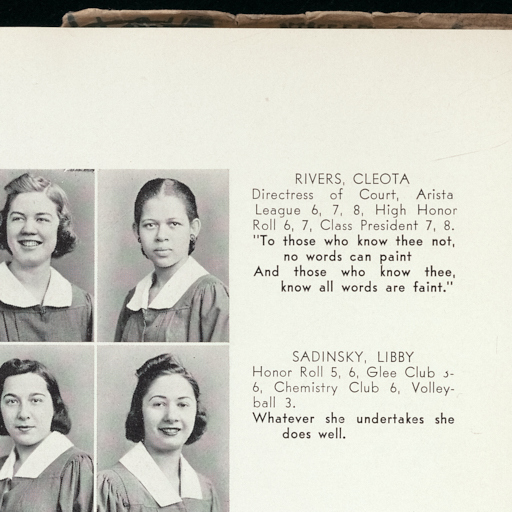 RIVERS, CLEOTA
Directress of Court, Arista
League 6, 7, 8, High Honor
Roll 6, 7, Class President 7, 8.
"To those who know thee not,
no words can paint
And those who know thee,
know all words are faint."
SADINSKY, LIBBY
Honor Roll 5, 6, Glee Club 5-
6, Chemistry Club 6, Volley-
ball 3.
Whatever she undertakes she
does well.